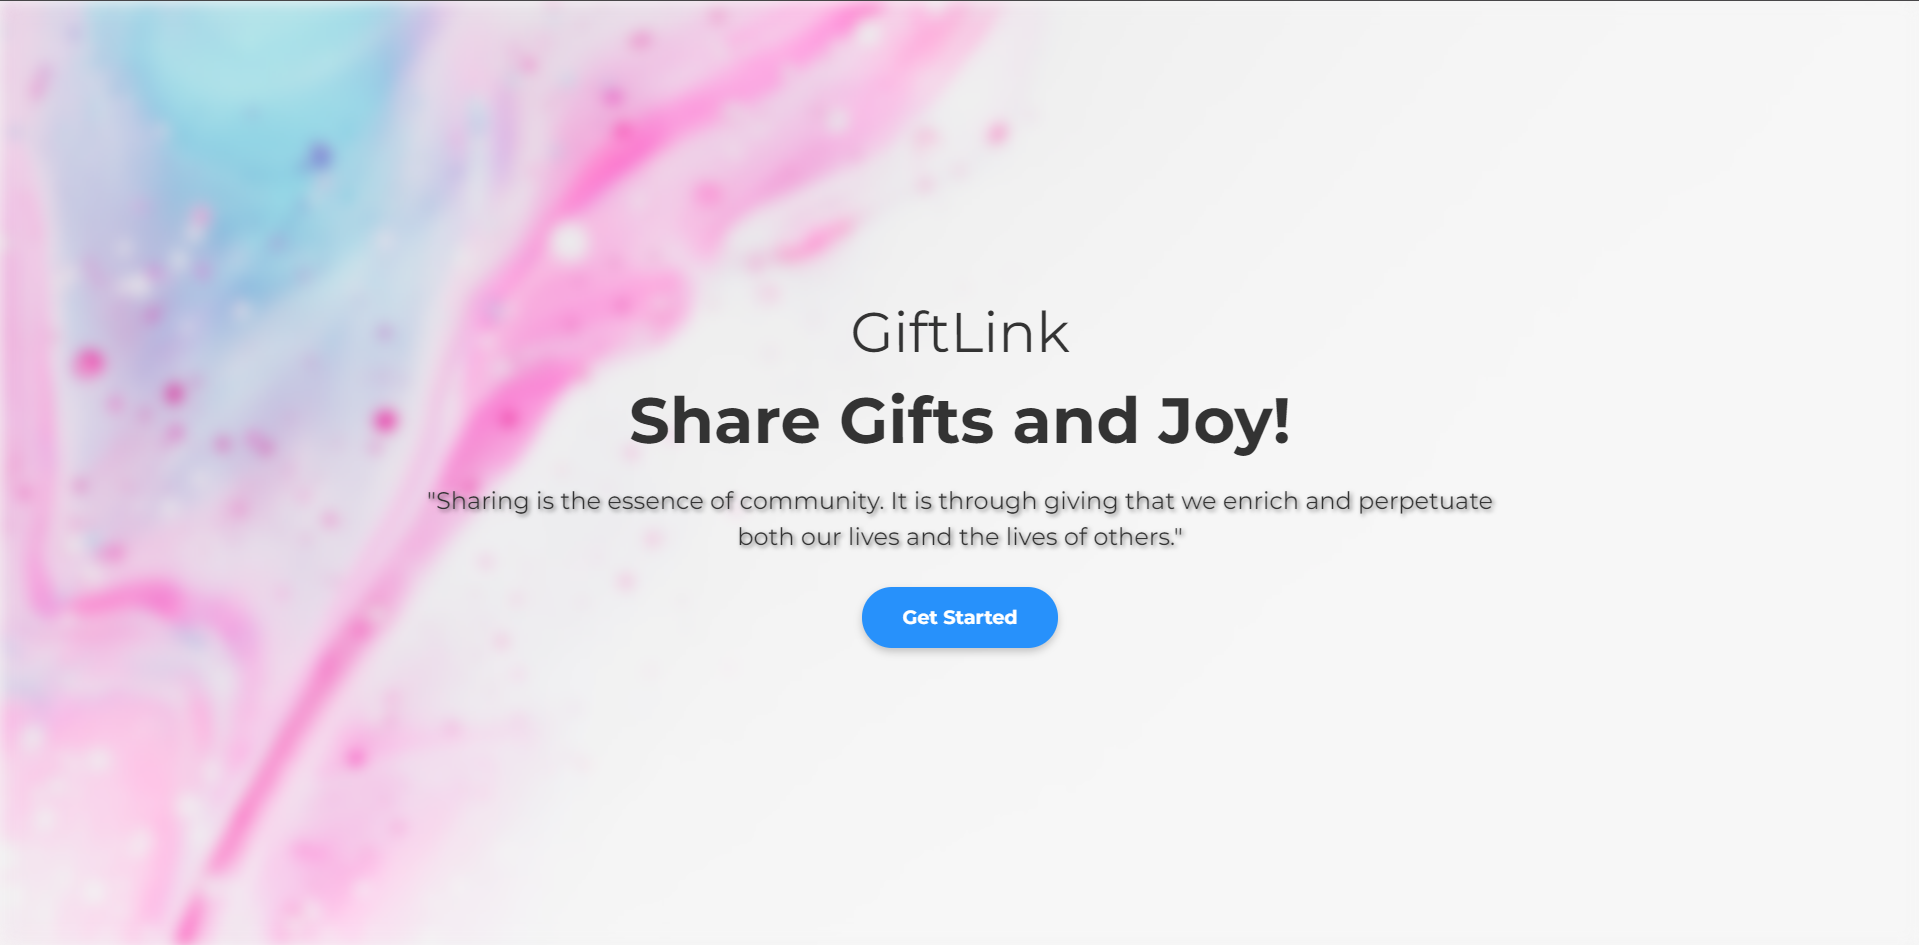 GiftLink
Share Gifts and Joy!
"Sharing is the essence of community. It is through giving that we enrich and perpetuate
both our lives and the lives of others."
Get Started